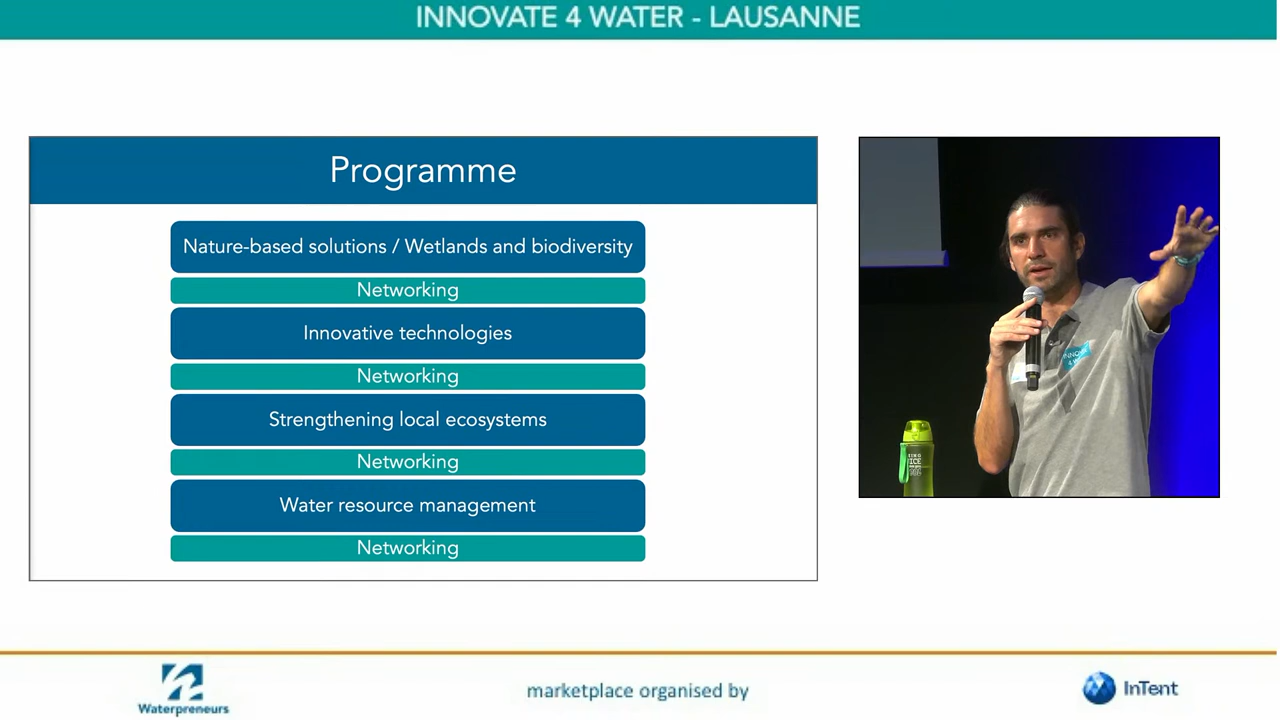 INNOVATE 4 WATER - LAUSANNE
Programme
Nature-based solutions / Wetlands and biodiversity
Networking
Innovative technologies
Networking
Strengthening local ecosystems
Networking
Water resource management
Networking
ICE
Waterpreneurs
marketplace organised by
InTent